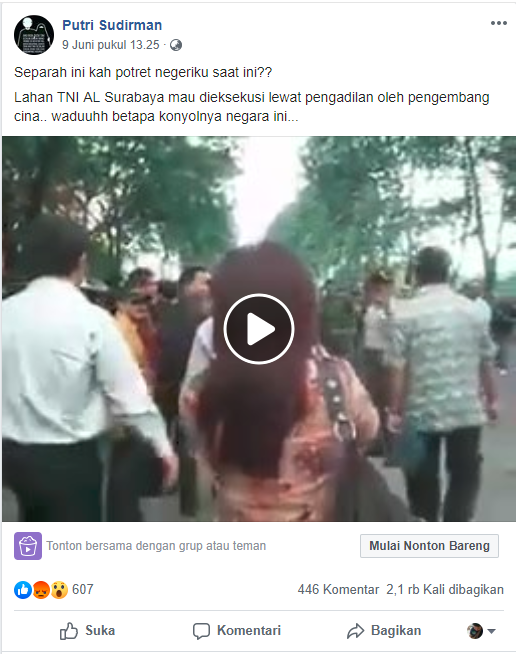 Putri Sudirman
9 Juni pukul 13.25 ·
Separah ini kah potret negeriku saat ini??
Lahan TNI AL Surabaya mau dieksekusi lewat pengadilan oleh pengembang
cina.. waduuhh betapa konyolnya negara ini...
Tonton bersama dengan grup atau teman
Mulai Nonton Bareng
607
446 Komentar 2,1 rb Kali dibagikan
Suka
Komentari
Bagikan